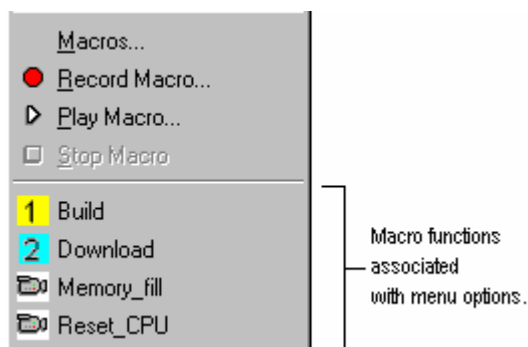 Macros...
Record Macro...
Play Macro...
Stop Macro
1 Build
2 Download
Memory_fill
Reset_CPU
Macro functions
associated
with menu options.